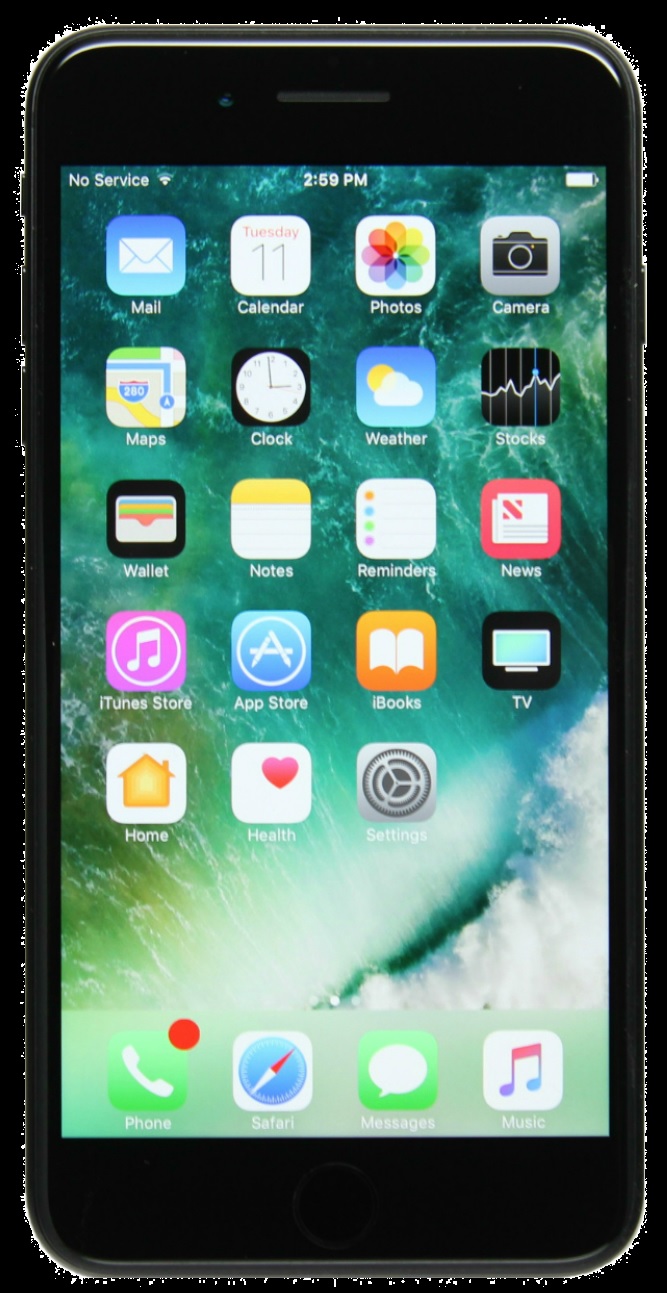 No Service 2:59 PM
Tuesday
11
Mail Calendar Photos Camera
280
Maps Clock Weather Stocks
Wallet Notes Reminders News
iTunes Store App Store iBooks TV
Home Health Settings
Phone Safari Messages Music